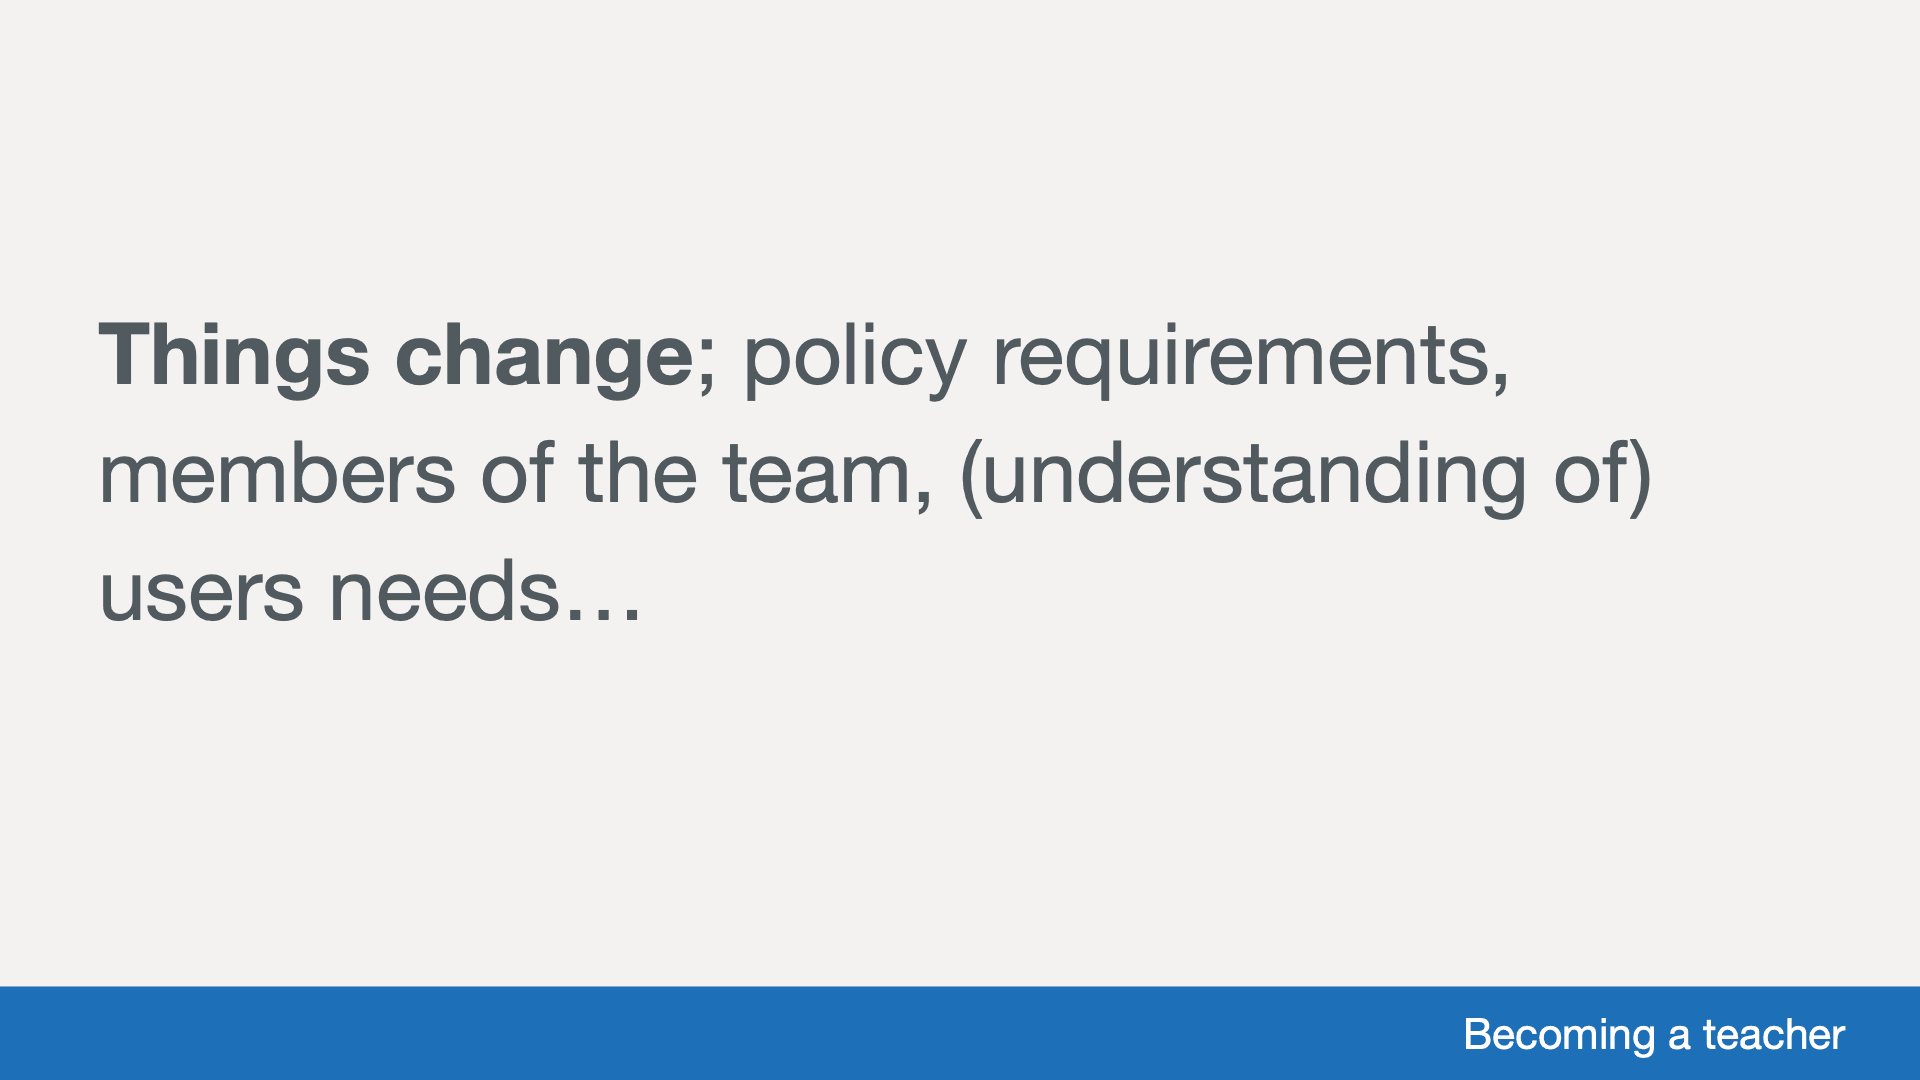 Things change; policy requirements,
members of the team, (understanding of)
users needs…
Becoming a teacher